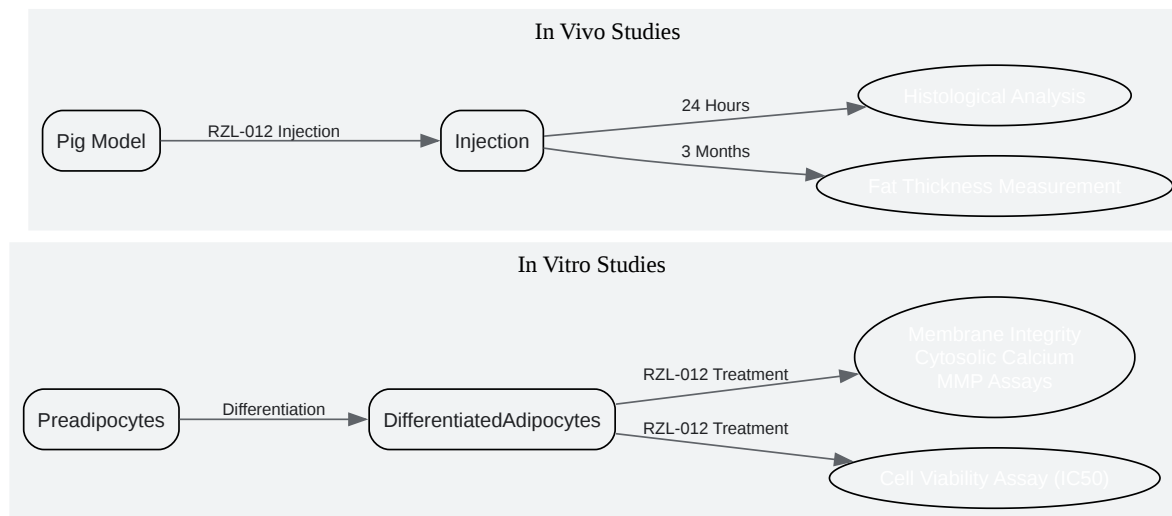 In Vivo Studies
Pig Model
RZL-012 Injection
Injection
24 Hours
3 Months
Histological Analysis
Fat Thickness Measurement
In Vitro Studies
Preadipocytes
Differentiation
DifferentiatedAdipocytes
RZL-012 Treatment
RZL-012 Treatment
Membrane Integrity
Cytosolic Calcium
MMP Assays
Cell Viability Assay (IC50)